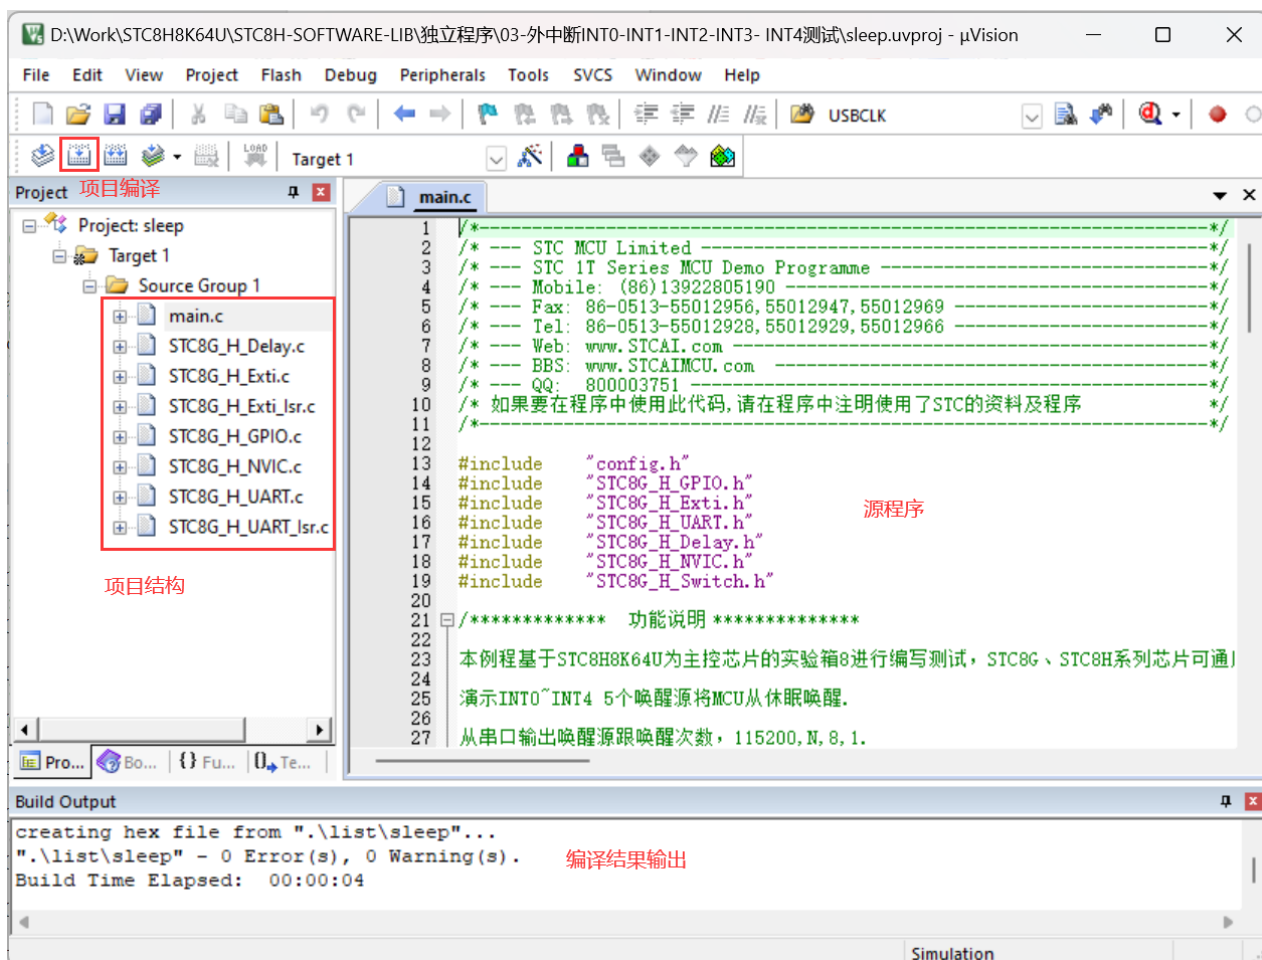 D:\Work\STC8H8K64U\STC8H-SOFTWARE-LIB\独立程序\03-外中断INT0-INT1-INT2-INT3- INT4测试\sleep.uvproj - µVision
File Edit View Project Flash Debug Peripherals Tools SVCS Window Help
USBCLK
LOAD
Target 1
Project 项目编译
main.c
Project: sleep
Target 1
Source Group 1
main.c
STC8G_H_Delay.c
STC8G_H_Exti.c
STC8G_H_Exti_Isr.c
STC8G_H_GPIO.c
STC8G_H_NVIC.c
STC8G_H_UART.c
STC8G_H_UART_Isr.c
项目结构
1 /*---------------------------------------------------------------------*/
2 /* --- STC MCU Limited ------------------------------------------------*/
3 /* --- STC 1T Series MCU Demo Programme -------------------------------*/
4 /* --- Mobile: (86)13922805190 ----------------------------------------*/
5 /* --- Fax: 86-0513-55012956,55012947,55012969 ------------------------*/
6 /* --- Tel: 86-0513-55012928,55012929,55012966 ------------------------*/
7 /* --- Web: www.STCAI.com ---------------------------------------------*/
8 /* --- BBS: www.STCAIMCU.com  -----------------------------------------*/
9 /* --- QQ:  800003751 -------------------------------------------------*/
10 /* 如果要在程序中使用此代码,请在程序中注明使用了STC的资料及程序            */
11 /*---------------------------------------------------------------------*/
12
13 #include    "config.h"
14 #include    "STC8G_H_GPIO.h"
15 #include    "STC8G_H_Exti.h"
16 #include    "STC8G_H_UART.h"
17 #include    "STC8G_H_Delay.h"
18 #include    "STC8G_H_NVIC.h"
19 #include    "STC8G_H_Switch.h"
源程序
20
21 /*************  功能说明 **************
22
23 本例程基于STC8H8K64U为主控芯片的实验箱8进行编写测试，STC8G、STC8H系列芯片可通
24
25 演示INT0~INT4 5个唤醒源将MCU从休眠唤醒.
26
27 从串口输出唤醒源跟唤醒次数，115200,N,8,1.
Pro... Bo... {} Fu... Te...
Build Output
creating hex file from ".\list\sleep"...
".\list\sleep" - 0 Error(s), 0 Warning(s).
Build Time Elapsed:  00:00:04
编译结果输出
Simulation